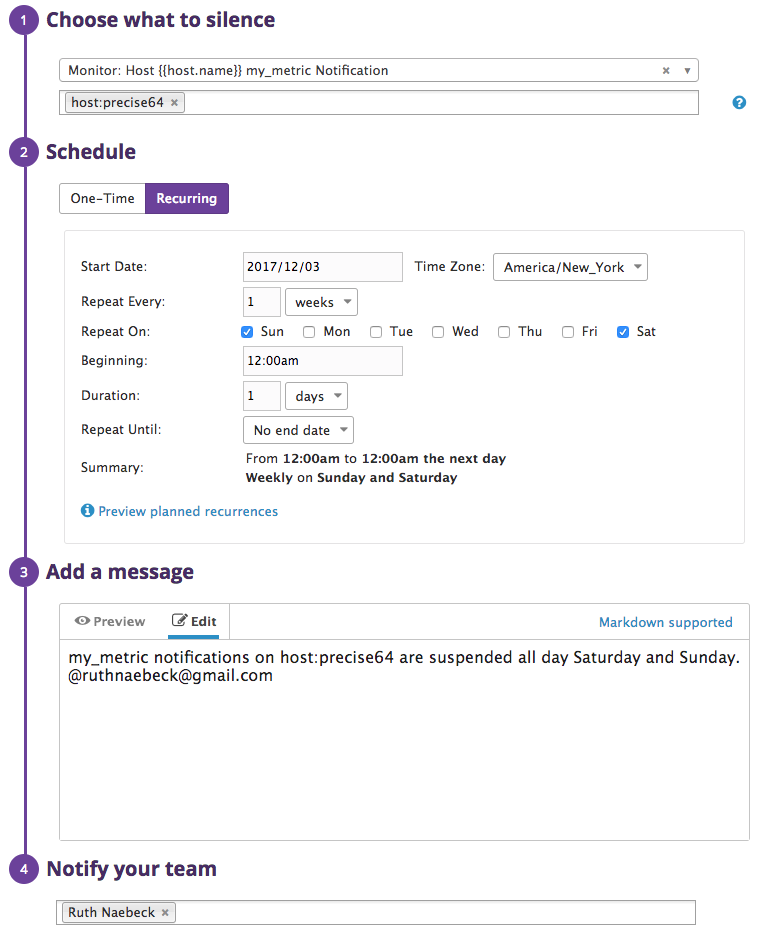 1 Choose what to silence
Monitor: Host {{host.name}} my_metric Notification × ▼
host:precise64 × ?
2 Schedule
One-Time Recurring
Start Date: 2017/12/03 Time Zone: America/New_York
Repeat Every: 1 weeks
Repeat On: Sun Mon Tue Wed Thu Fri Sat
Beginning: 12:00am
Duration: 1 days
Repeat Until: No end date
From 12:00am to 12:00am the next day
Summary:
Weekly on Sunday and Saturday
Preview planned recurrences
3 Add a message
Preview Edit Markdown supported
my_metric notifications on host:precise64 are suspended all day Saturday and Sunday.
@ruthnaebeck@gmail.com
4 Notify your team
Ruth Naebeck ×